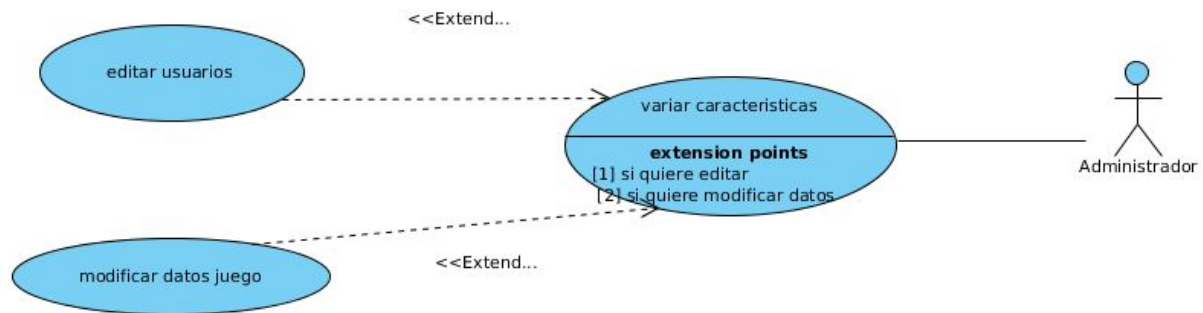 <<Extend...
editar usuarios
variar caracteristicas
extension points
[1] si quiere editar
[2] si quiere modificar datos
Administrador
<<Extend...
modificar datos juego